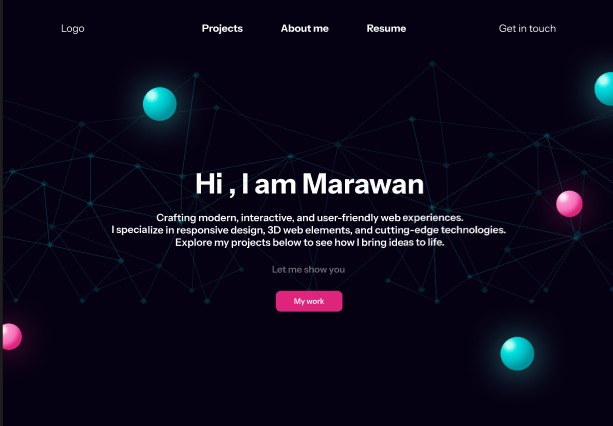 Logo
Projects
About me
Resume
Get in touch
Hi , I am Marawan
Crafting modern, interactive, and user-friendly web experiences.
I specialize in responsive design, 3D web elements, and cutting-edge technologies.
Explore my projects below to see how I bring ideas to life.
Let me show you
My work